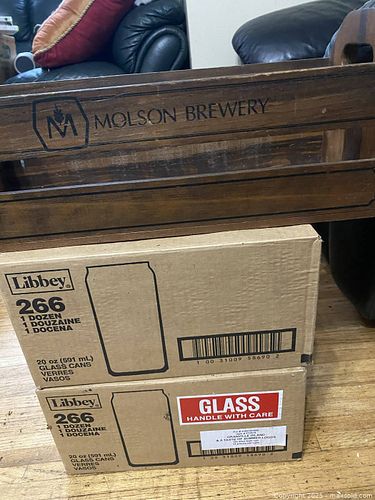 M MOLSON BREWERY
Libbey®
266
1 DOZEN
1 DOUZAINE
1 DOCENA
20 oz (591 mL)
GLASS CANS
VERRES
VASOS
1 00 31009 58690 2
Libbey®
266
1 DOZEN
1 DOUZAINE
1 DOCENA
20 oz (591 mL)
GLASS CANS
VERRES
VASOS
GLASS
HANDLE WITH CARE
Copyright 2025 - maxsold.com